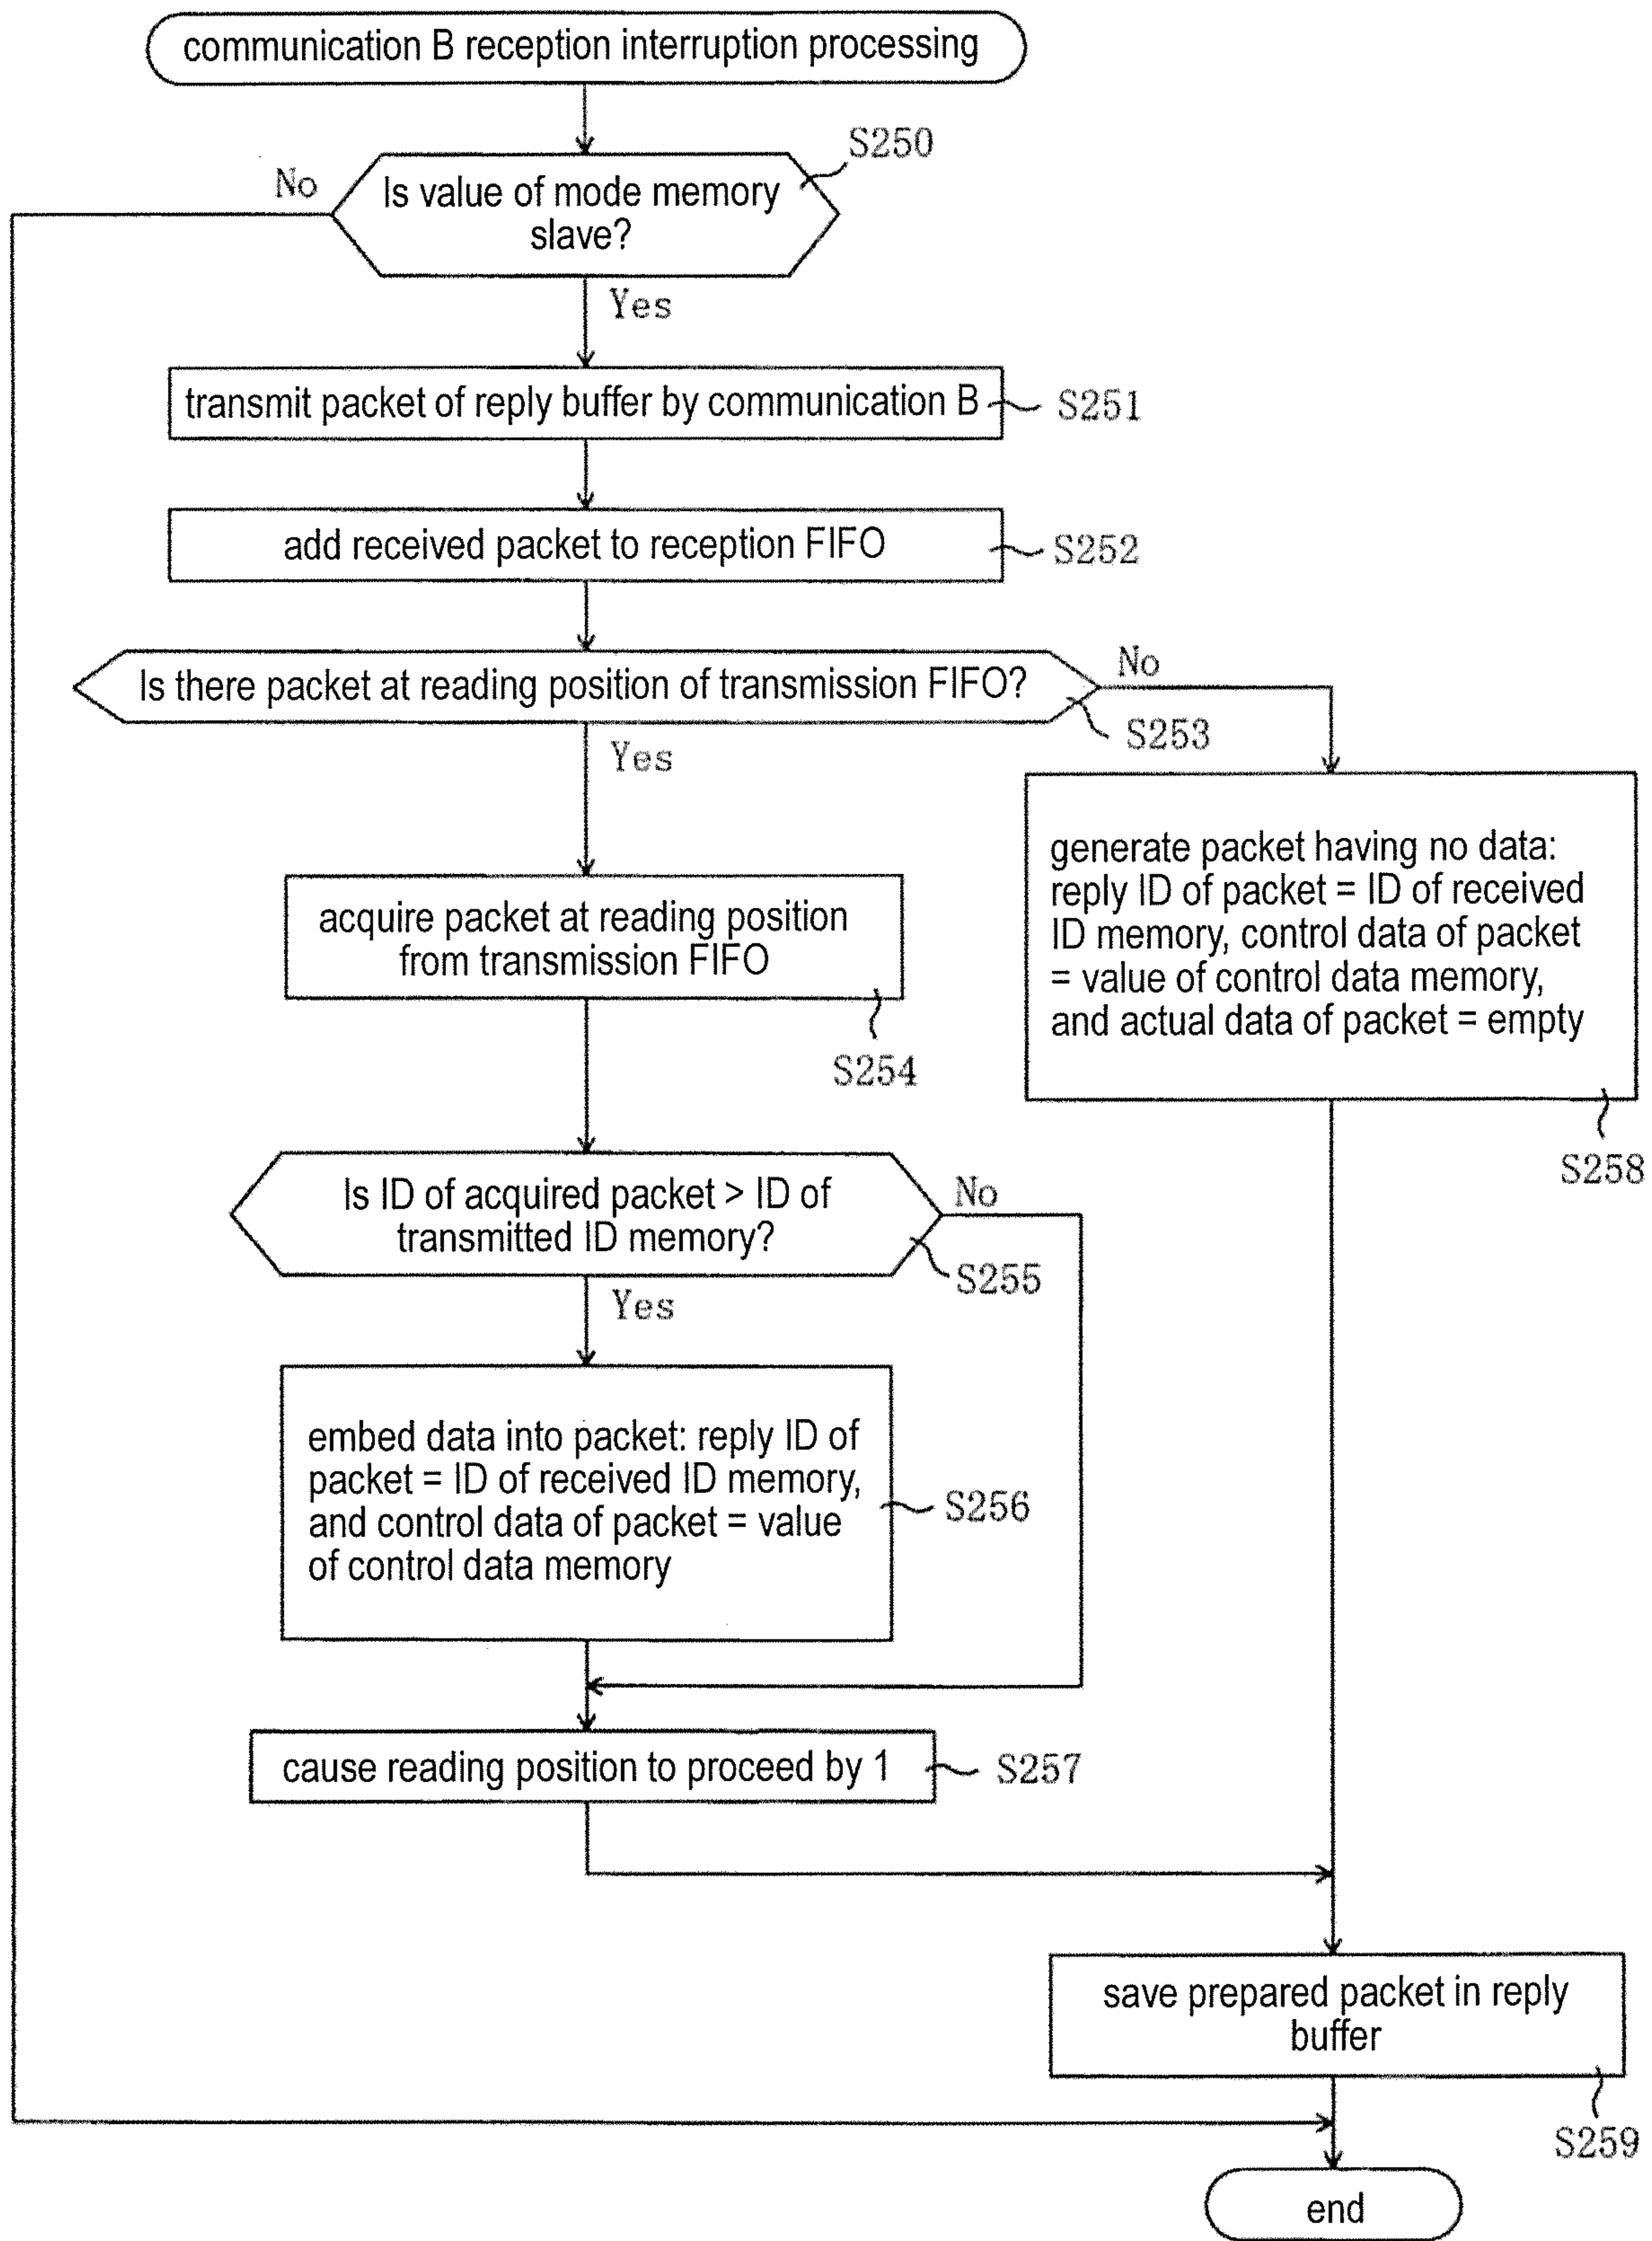 communication B reception interruption processing
S250
No
Is value of mode memory
slave?
Yes
transmit packet of reply buffer by communication B
S251
add received packet to reception FIFO
S252
Is there packet at reading position of transmission FIFO?
No
S253
Yes
generate packet having no data:
reply ID of packet = ID of received
ID memory, control data of packet
= value of control data memory,
and actual data of packet = empty
S258
acquire packet at reading position
from transmission FIFO
S254
Is ID of acquired packet > ID of
transmitted ID memory?
No
S255
Yes
embed data into packet: reply ID of
packet = ID of received ID memory,
and control data of packet = value
of control data memory
S256
cause reading position to proceed by 1
S257
save prepared packet in reply
buffer
S259
end